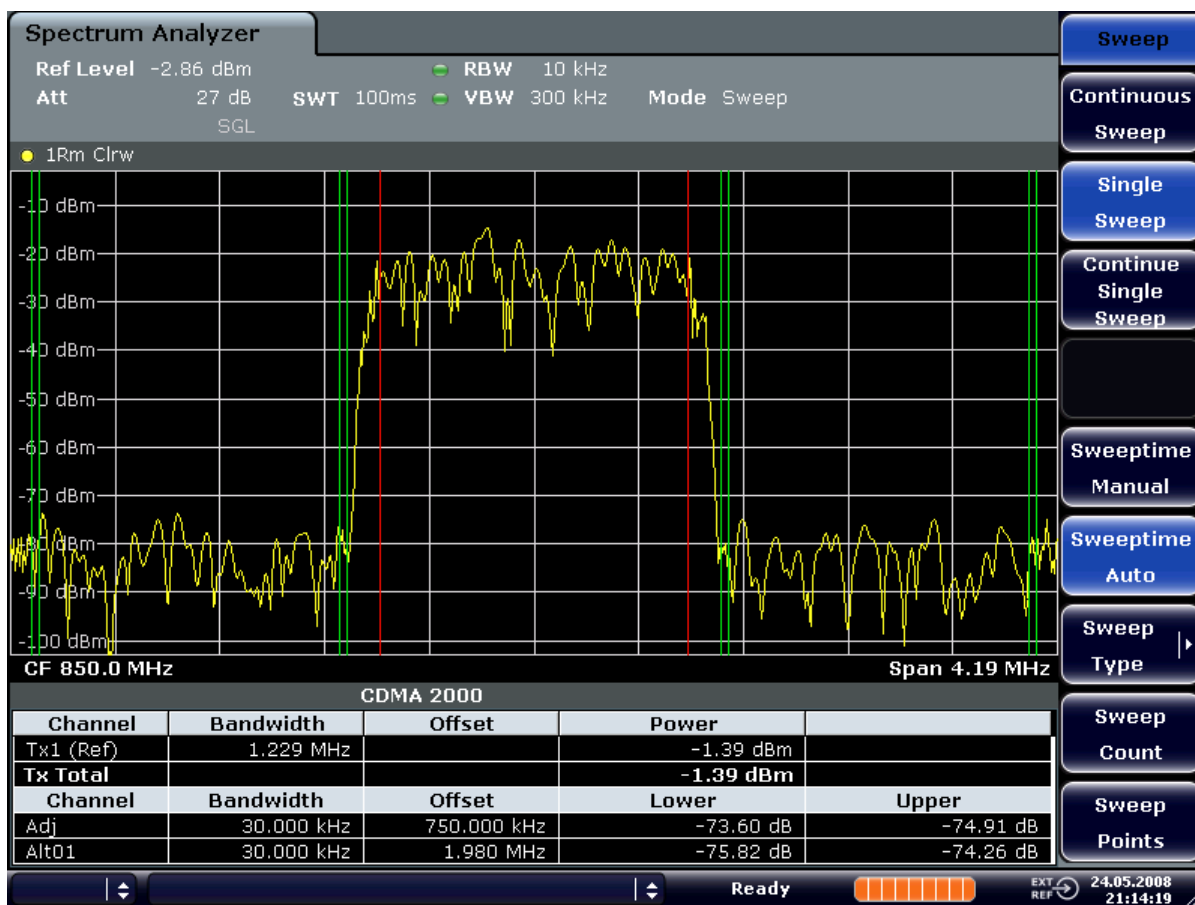 Spectrum Analyzer
Ref Level -2.86 dBm RBW 10 kHz
Att 27 dB SWT 100ms VBW 300 kHz Mode Sweep
SGL
1Rm Clrw
-10 dBm
-20 dBm
-30 dBm
-40 dBm
-50 dBm
-60 dBm
-70 dBm
-80 dBm
-90 dBm
-100 dBm
CF 850.0 MHz Span 4.19 MHz
CDMA 2000
Channel Bandwidth Offset Power
Tx1 (Ref) 1.229 MHz -1.39 dBm
Tx Total -1.39 dBm
Channel Bandwidth Offset Lower Upper
Adj 30.000 kHz 750.000 kHz -73.60 dB -74.91 dB
Alt01 30.000 kHz 1.980 MHz -75.82 dB -74.26 dB
Sweep
Continuous
Sweep
Single
Sweep
Continue
Single
Sweep
Sweeptime
Manual
Sweeptime
Auto
Sweep
Type
Sweep
Count
Sweep
Points
Ready
EXT
REF
24.05.2008
21:14:19